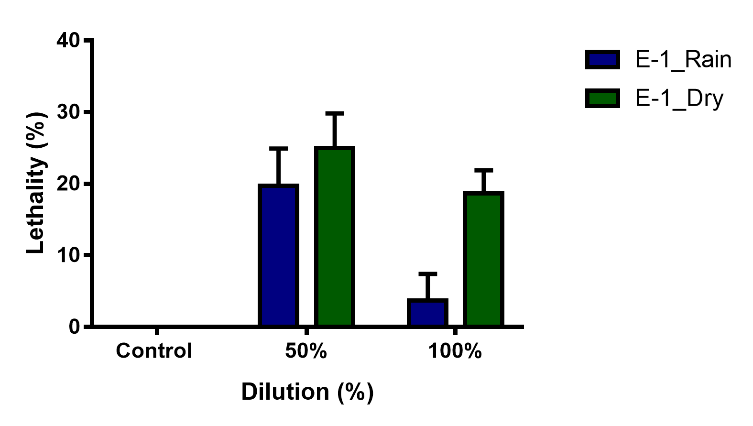 40
30
20
10
0
Lethality (%)
Control 50% 100%
Dilution (%)
E-1_Rain
E-1_Dry